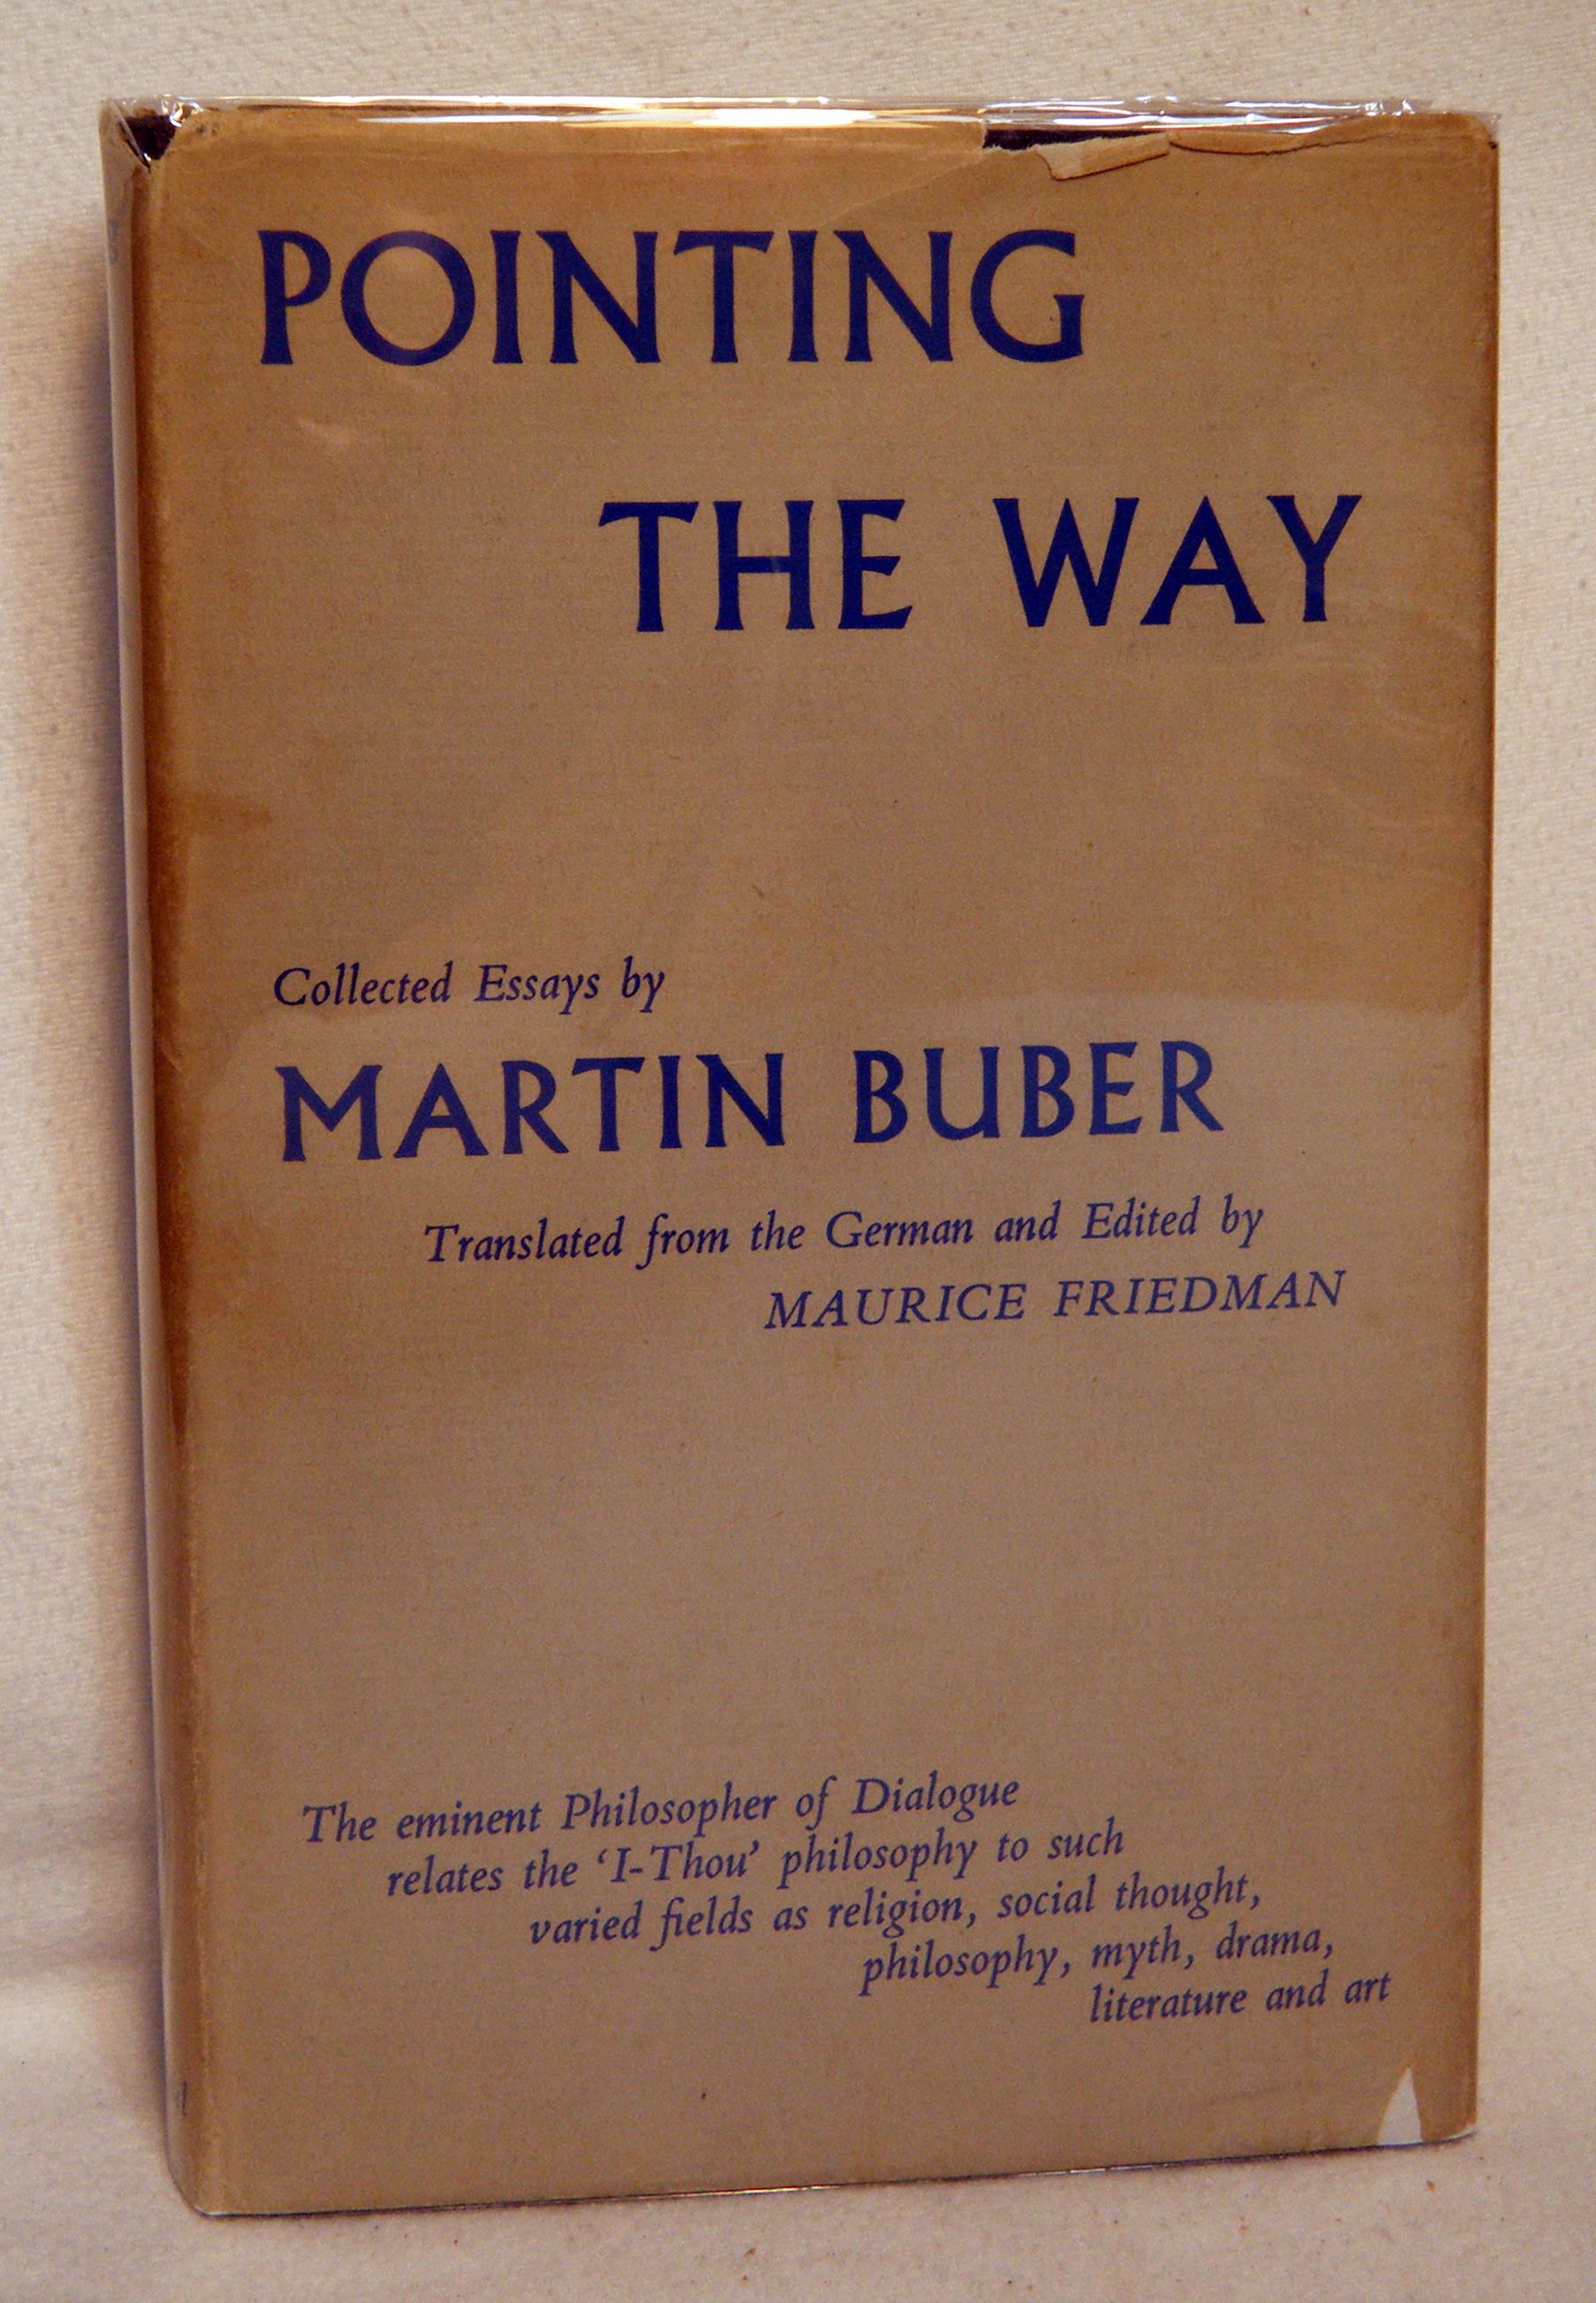 POINTING
THE WAY
Collected Essays by
MARTIN BUBER
Translated from the German and Edited by
MAURICE FRIEDMAN
The eminent Philosopher of Dialogue
relates the ‘I-Thou’ philosophy to such
varied fields as religion, social thought,
philosophy, myth, drama,
literature and art